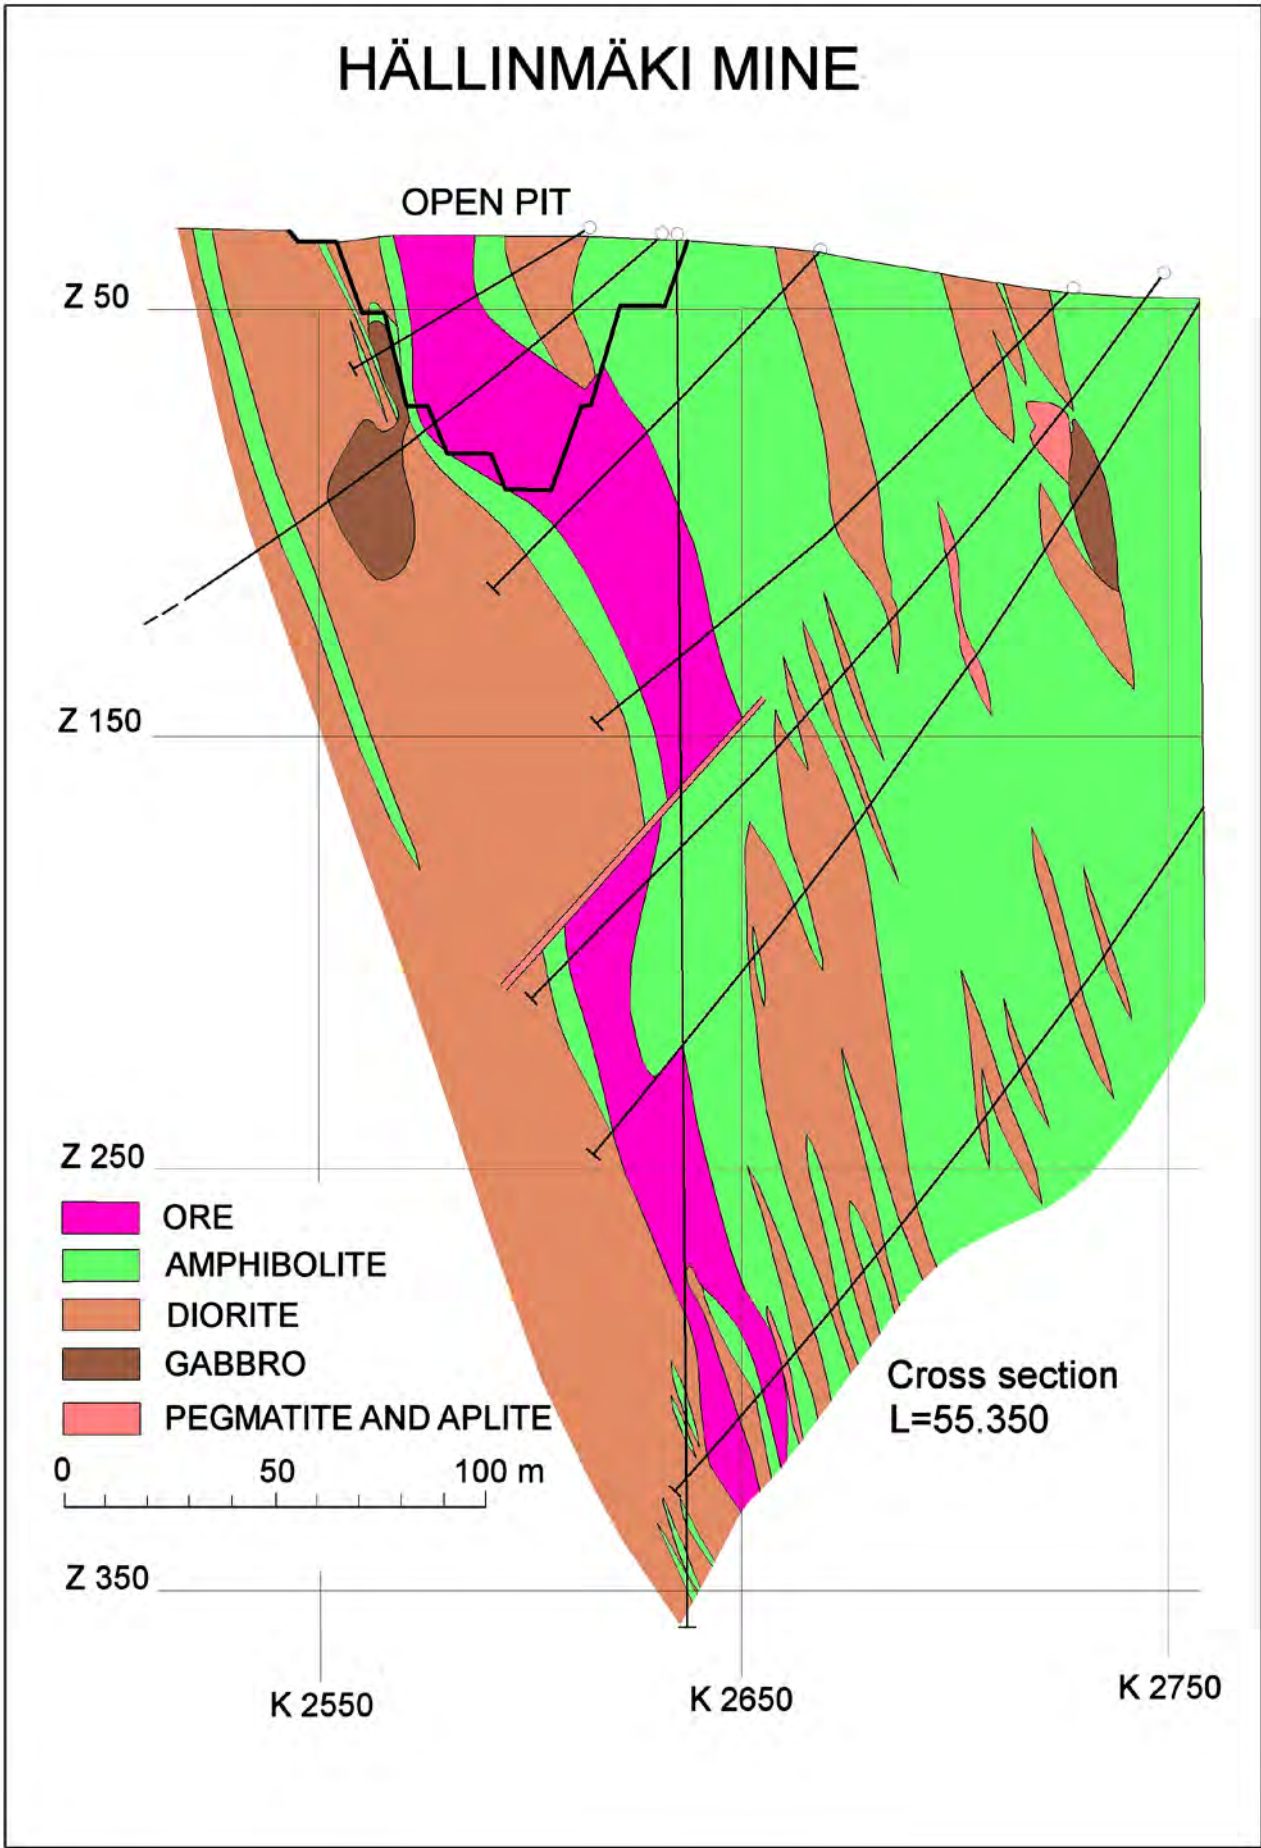 HÄLLINMÄKI MINE
OPEN PIT
Z 50
Z 150
Z 250
ORE
AMPHIBOLITE
DIORITE
GABBRO
PEGMATITE AND APLITE
0 50 100 m
Cross section
L=55.350
Z 350
K 2550
K 2650
K 2750